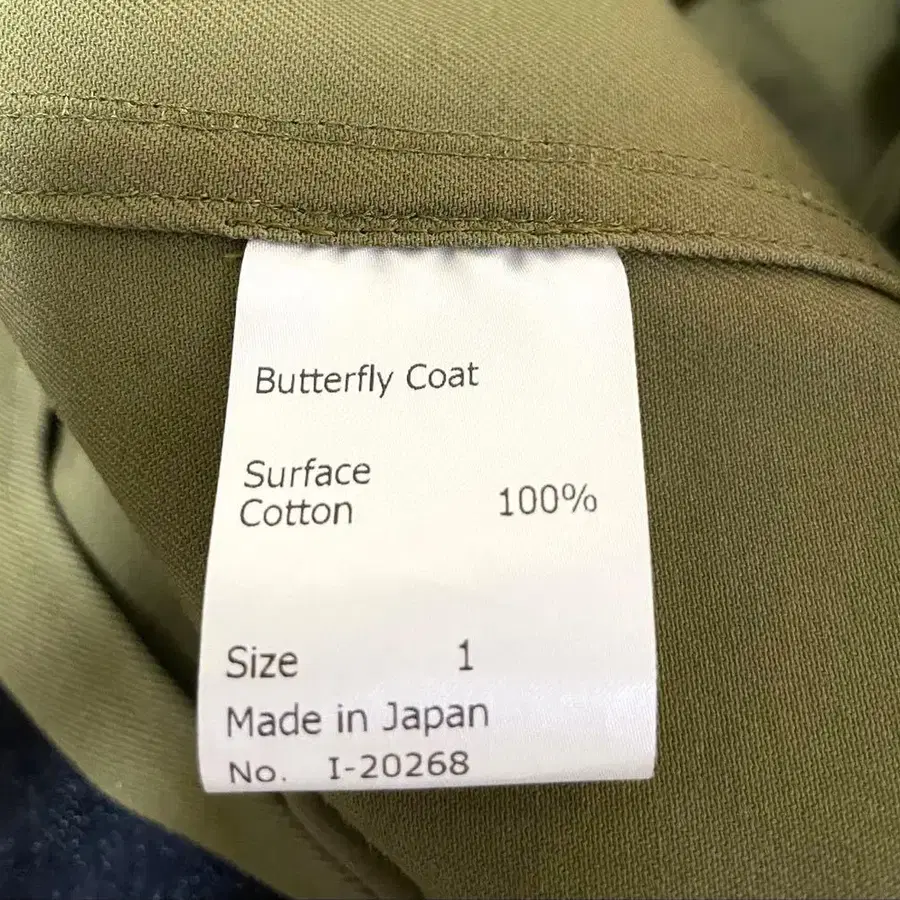 Butterfly Coat
Surface
Cotton 100%
Size 1
Made in Japan
No. I-20268